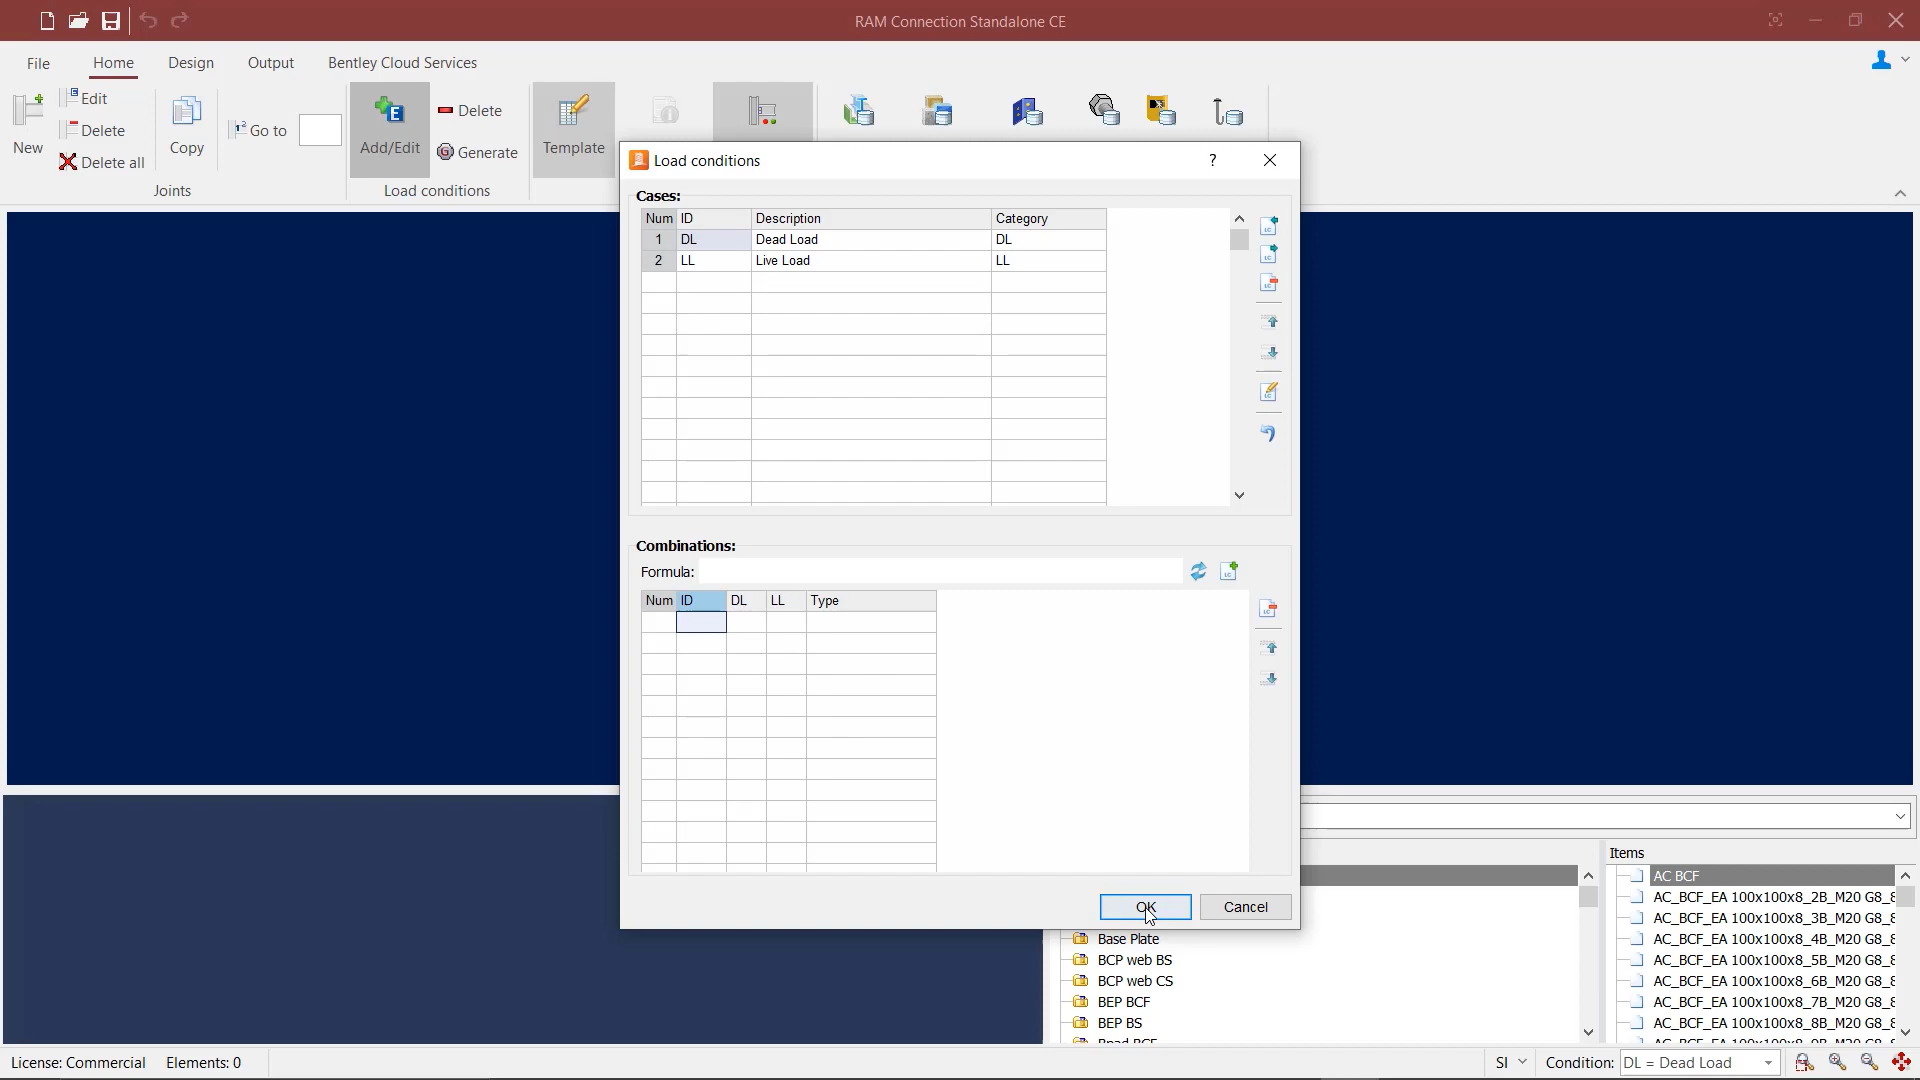 RAM Connection Standalone CE
File Home Design Output Bentley Cloud Services
New Edit Delete Delete all Copy Go to Joints
Add/Edit Delete Generate Load conditions
Template
Load conditions ?
Cases:
Num ID Description Category
1 DL Dead Load DL
2 LL Live Load LL
Combinations:
Formula:
Num ID DL LL Type
OK Cancel
Items
AC BCF
AC_BCF_EA 100x100x8_2B_M20 G8_8
AC_BCF_EA 100x100x8_3B_M20 G8_8
Base Plate AC_BCF_EA 100x100x8_4B_M20 G8_8
BCP web BS AC_BCF_EA 100x100x8_5B_M20 G8_8
BCP web CS AC_BCF_EA 100x100x8_6B_M20 G8_8
BEP BCF AC_BCF_EA 100x100x8_7B_M20 G8_8
BEP BS AC_BCF_EA 100x100x8_8B_M20 G8_8
License: Commercial Elements: 0 SI Condition: DL = Dead Load